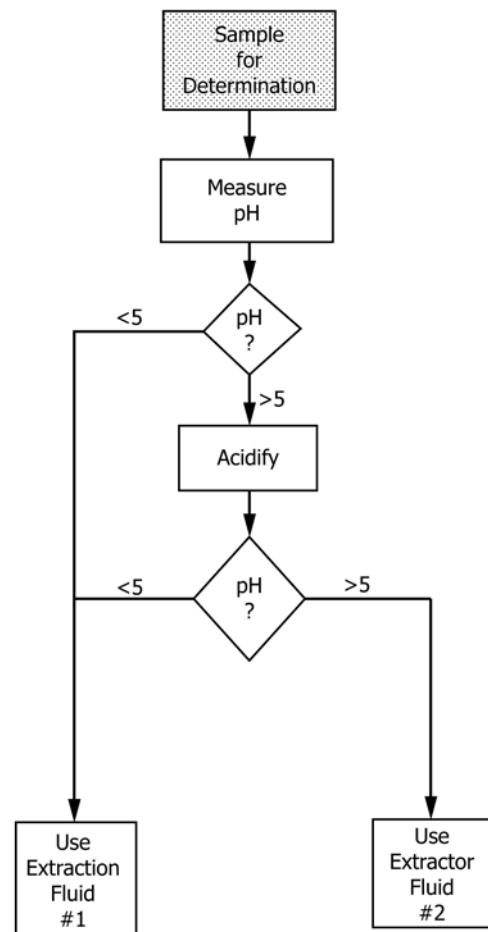 Sample
for
Determination
Measure
pH
<5
pH
?
>5
Acidify
<5
pH
?
>5
Use
Extraction
Fluid
#1
Use
Extractor
Fluid
#2